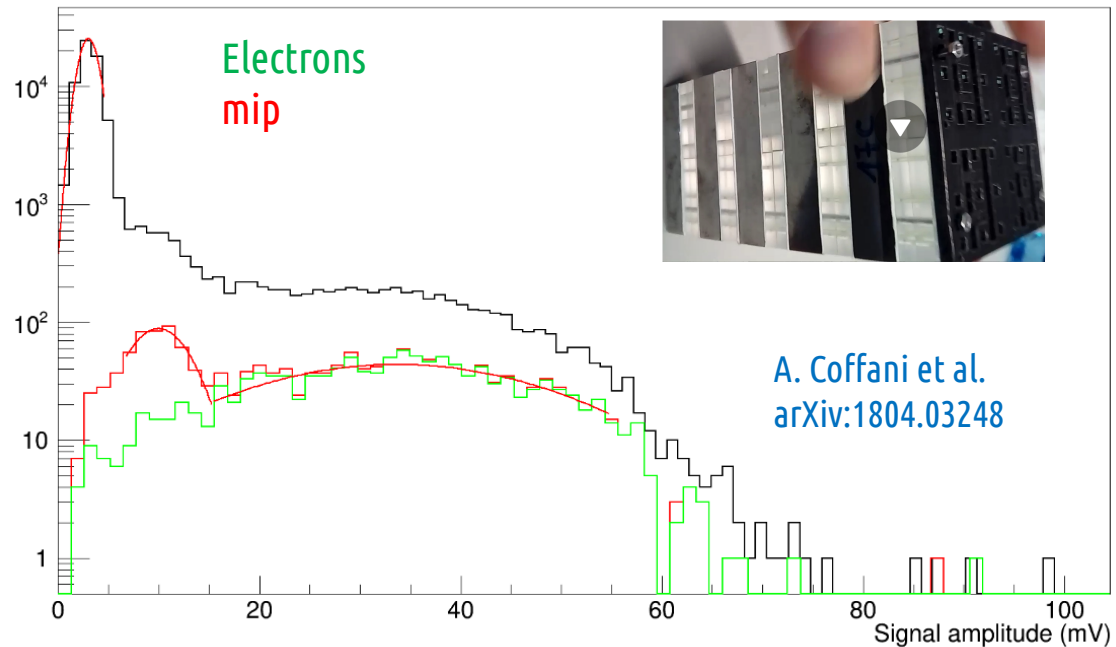 Electrons
mip
A. Coffani et al.
arXiv:1804.03248
10⁴
10³
10²
10
1
0 20 40 60 80 100
Signal amplitude (mV)